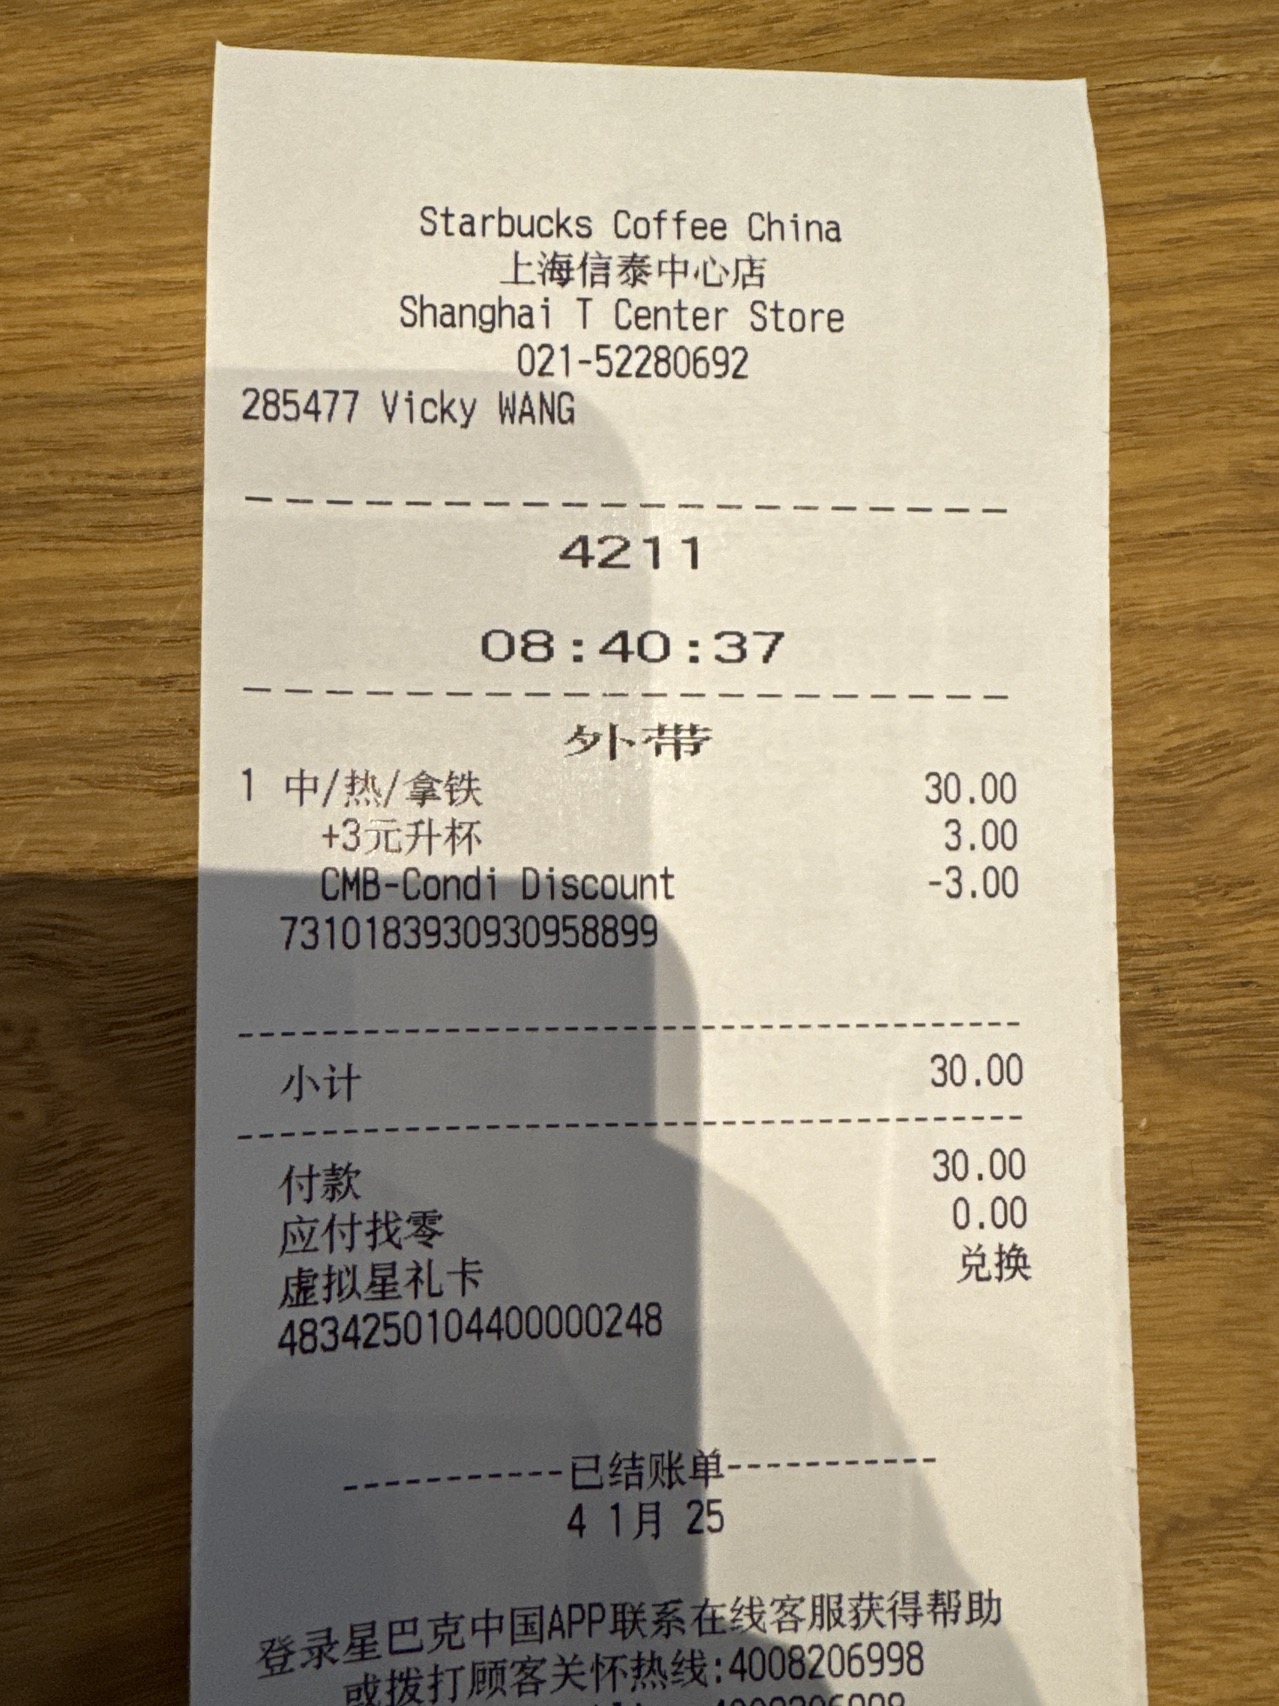 Starbucks Coffee China
上海信泰中心店
Shanghai T Center Store
021-52280692
285477 Vicky WANG
4211
08:40:37
外带
1 中/热/拿铁 30.00
+3元升杯 3.00
CMB-Condi Discount -3.00
7310183930930958899
小计 30.00
付款 30.00
应付找零 0.00
虚拟星礼卡 兑换
4834250104400000248
----------已结账单----------
4 1月 25
登录星巴克中国APP联系在线客服获得帮助
或拨打顾客关怀热线:4008206998